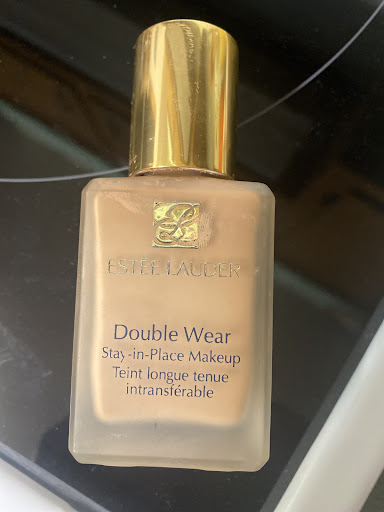 ESTĒE LAUDER
Double Wear
Stay-in-Place Makeup
Teint longue tenue
intransférable